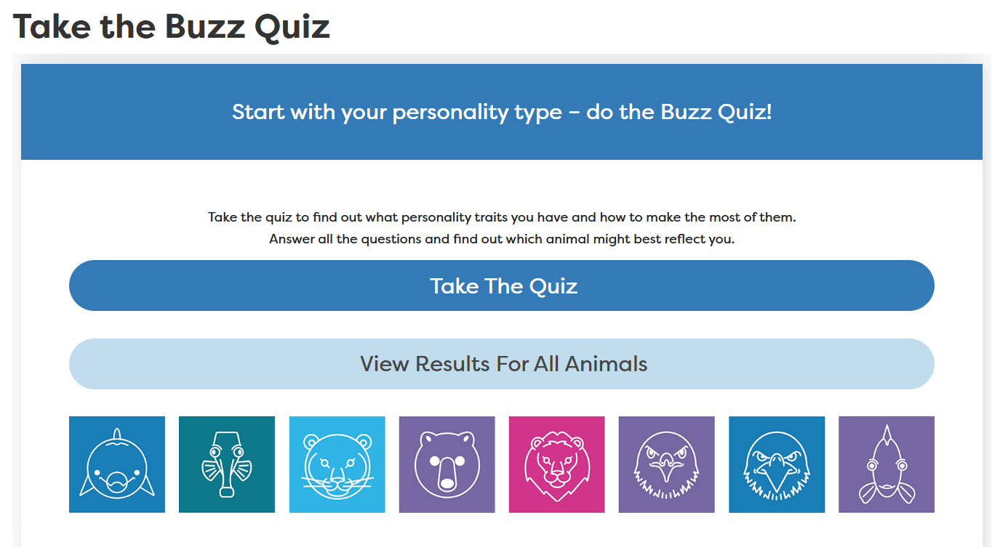 Take the Buzz Quiz
Start with your personality type – do the Buzz Quiz!
Take the quiz to find out what personality traits you have and how to make the most of them.
Answer all the questions and find out which animal might best reflect you.
Take The Quiz
View Results For All Animals